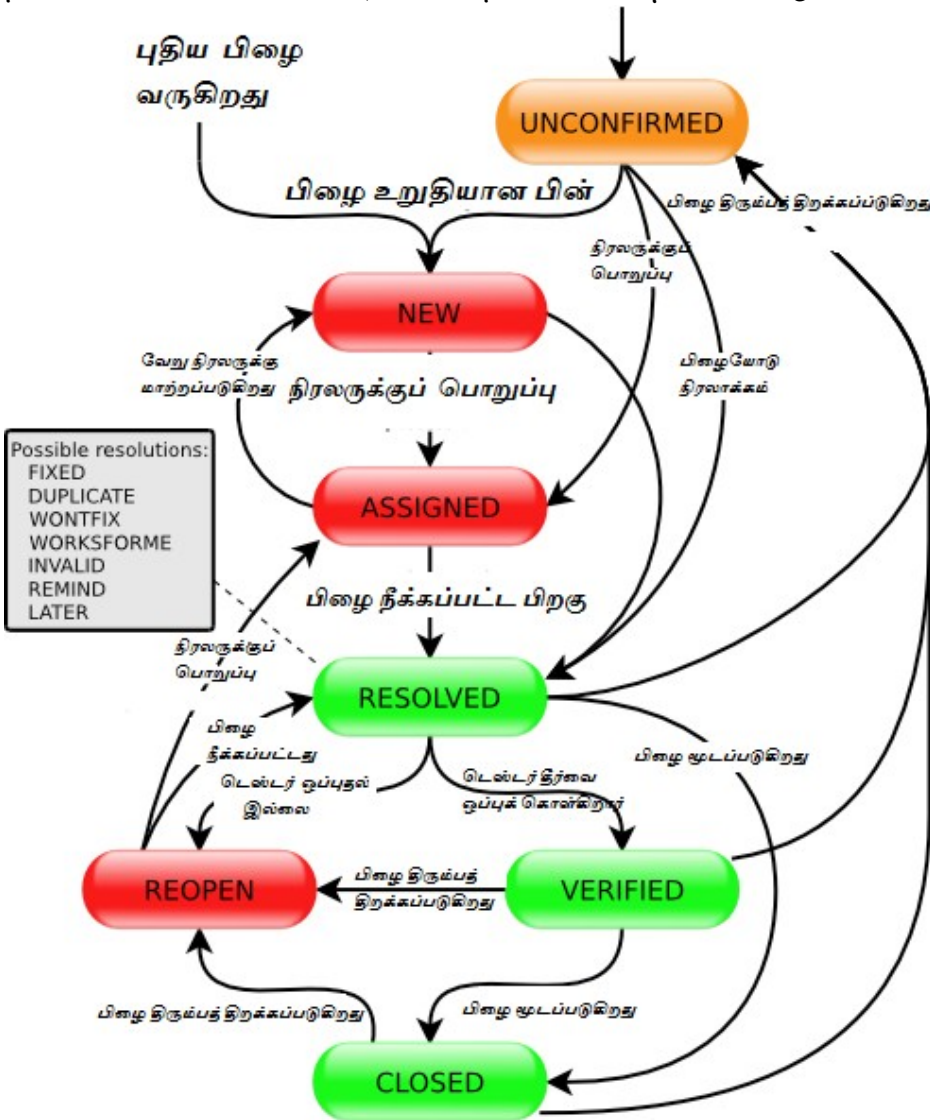 புதிய பிழை
வருகிறது
UNCONFIRMED
பிழை உறுதியான பின்
பிழை திரும்பத் திறக்கப்படுகிறது
நிரலருக்குப்
பொறுப்பு
NEW
வேறு நிரலருக்கு
மாற்றப்படுகிறது
நிரலருக்குப் பொறுப்பு
பிழையோடு
நிரலாக்கம்
Possible resolutions:
FIXED
DUPLICATE
WONTFIX
WORKSFORME
INVALID
REMIND
LATER
ASSIGNED
பிழை நீக்கப்பட்ட பிறகு
நிரலருக்குப்
பொறுப்பு
RESOLVED
பிழை
நீக்கப்பட்டது
டெஸ்டர் ஒப்புதல்
இல்லை
டெஸ்டர் தீர்வை
ஒப்புக் கொள்கிறார்
பிழை மூடப்படுகிறது
REOPEN
பிழை திரும்பத்
திறக்கப்படுகிறது
VERIFIED
பிழை திரும்பத் திறக்கப்படுகிறது
பிழை மூடப்படுகிறது
CLOSED